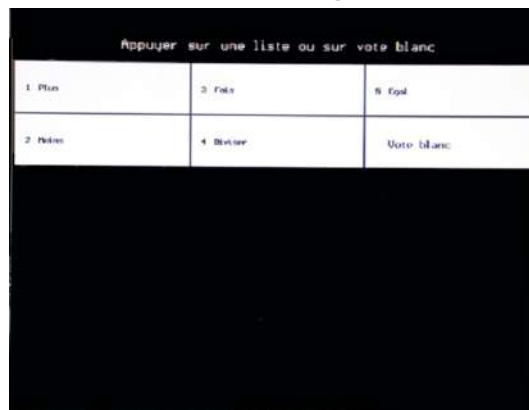 Appuyer sur une liste ou sur vote blanc
1 Plus
3 Fois
5 Egal
2 Moins
4 Diviser
Vote blanc